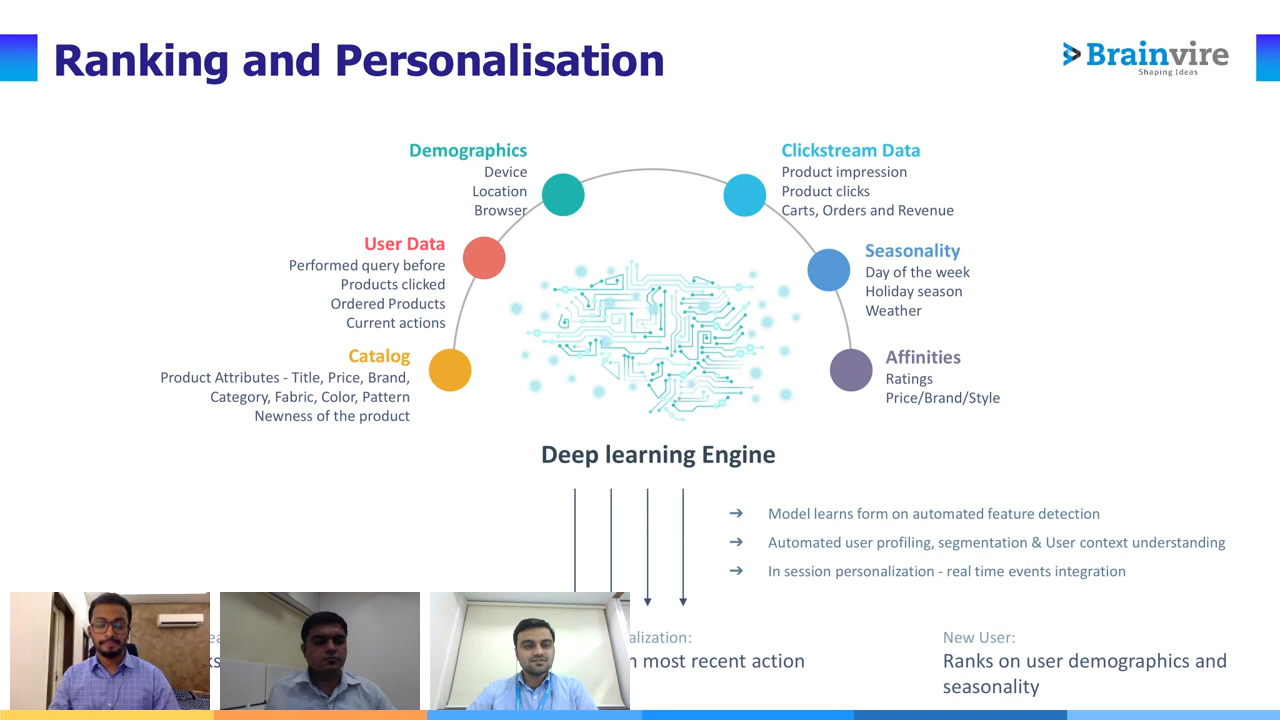 Ranking and Personalisation
Brainvire
Shaping Ideas
Demographics
Device
Location
Browser
Clickstream Data
Product impression
Product clicks
Carts, Orders and Revenue
User Data
Performed query before
Products clicked
Ordered Products
Current actions
Seasonality
Day of the week
Holiday season
Weather
Catalog
Product Attributes - Title, Price, Brand,
Category, Fabric, Color, Pattern
Newness of the product
Affinities
Ratings
Price/Brand/Style
Deep learning Engine
➔ Model learns form on automated feature detection
➔ Automated user profiling, segmentation & User context understanding
➔ In session personalization - real time events integration
most recent action
New User:
Ranks on user demographics and
seasonality